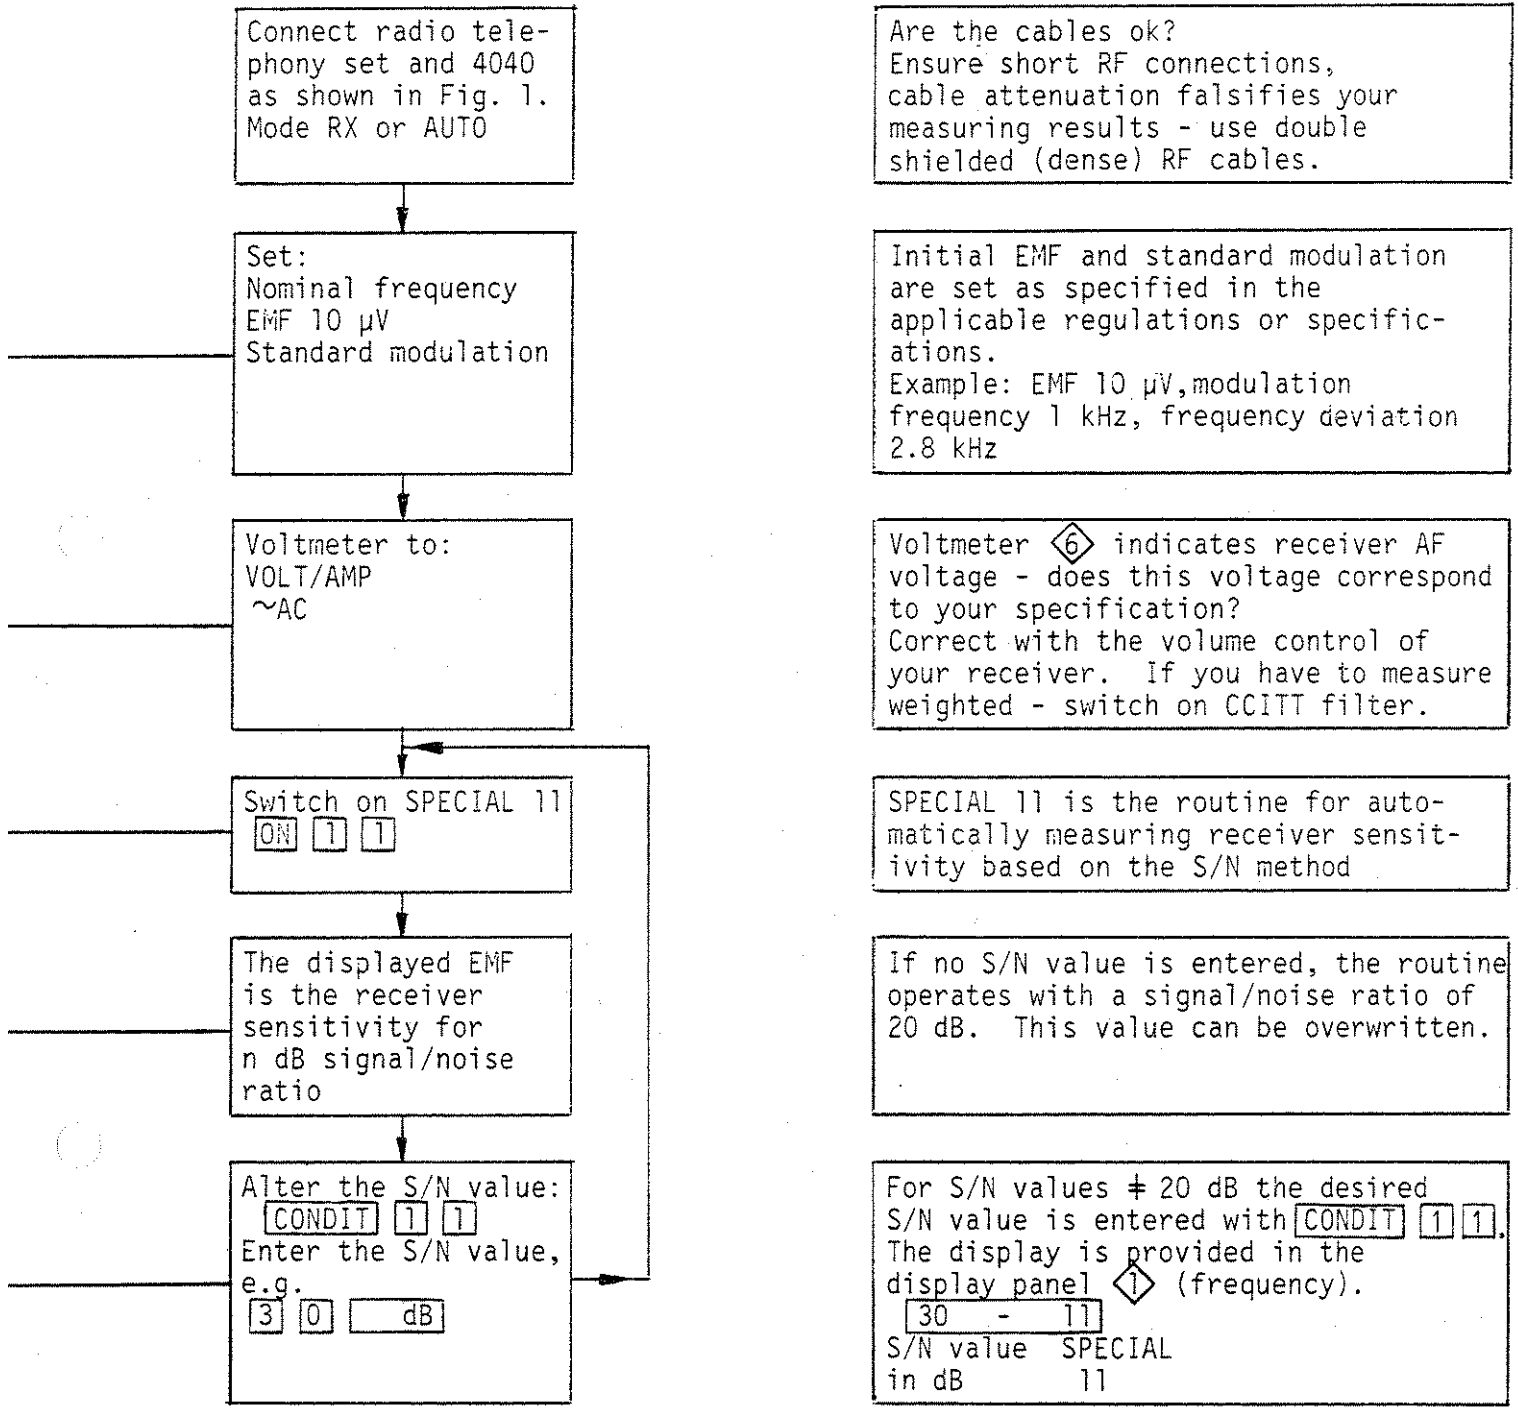 Connect radio tele-
phony set and 4040
as shown in Fig. 1.
Mode RX or AUTO
Are the cables ok?
Ensure short RF connections,
cable attenuation falsifies your
measuring results - use double
shielded (dense) RF cables.
Set:
Nominal frequency
EMF 10 µV
Standard modulation
Initial EMF and standard modulation
are set as specified in the
applicable regulations or specific-
ations.
Example: EMF 10 µV,modulation
frequency 1 kHz, frequency deviation
2.8 kHz
Voltmeter to:
VOLT/AMP
~AC
Voltmeter 6 indicates receiver AF
voltage - does this voltage correspond
to your specification?
Correct with the volume control of
your receiver. If you have to measure
weighted - switch on CCITT filter.
Switch on SPECIAL 11
ON 1 1
SPECIAL 11 is the routine for auto-
matically measuring receiver sensit-
ivity based on the S/N method
The displayed EMF
is the receiver
sensitivity for
n dB signal/noise
ratio
If no S/N value is entered, the routine
operates with a signal/noise ratio of
20 dB. This value can be overwritten.
Alter the S/N value:
CONDIT 1 1
Enter the S/N value,
e.g.
3 0 dB
For S/N values ≠ 20 dB the desired
S/N value is entered with CONDIT 1 1.
The display is provided in the
display panel 1 (frequency).
30 - 11
S/N value SPECIAL
in dB 11